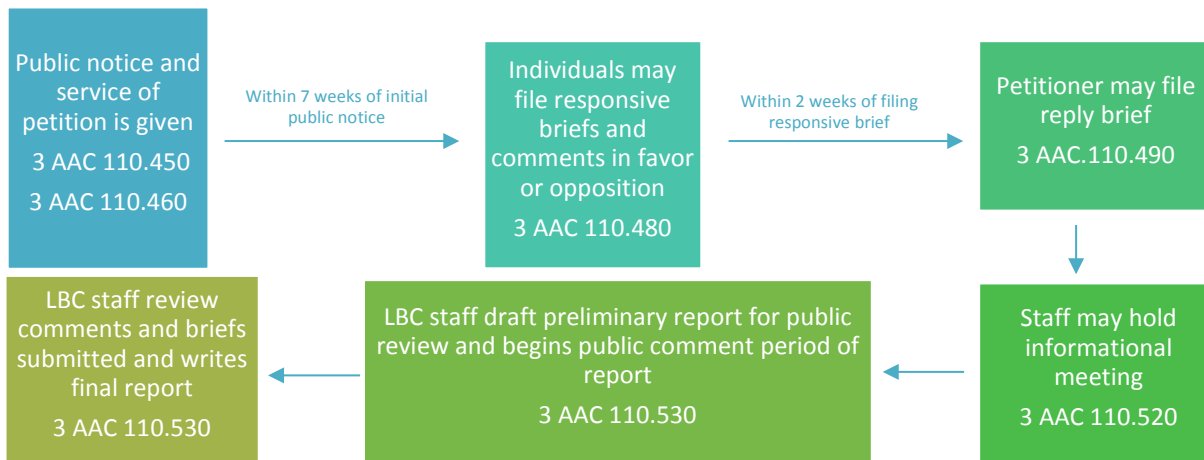 Public notice and
service of
petition is given
3 AAC 110.450
3 AAC 110.460
Within 7 weeks of initial
public notice
Individuals may
file responsive
briefs and
comments in favor
or opposition
3 AAC 110.480
Within 2 weeks of filing
responsive brief
Petitioner may file
reply brief
3 AAC.110.490
Staff may hold
informational
meeting
3 AAC 110.520
LBC staff draft preliminary report for public
review and begins public comment period of
report
3 AAC 110.530
LBC staff review
comments and briefs
submitted and writes
final report
3 AAC 110.530